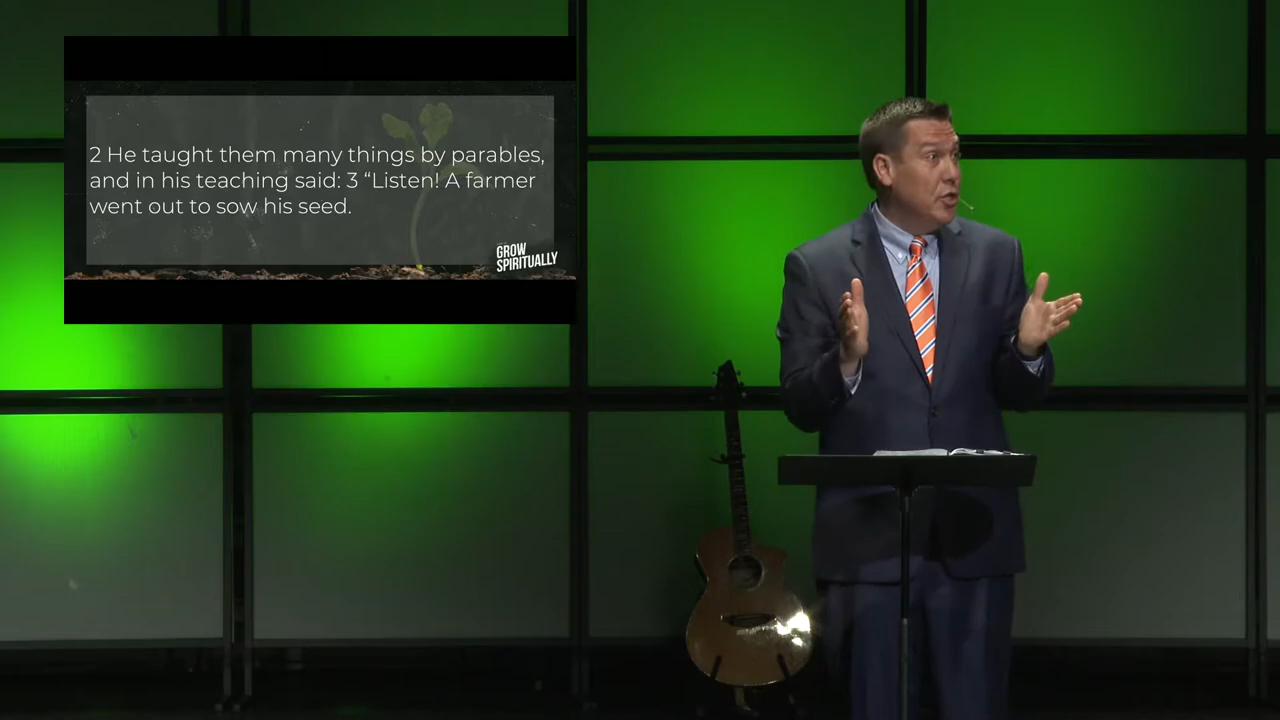 2 He taught them many things by parables,
and in his teaching said: 3 “Listen! A farmer
went out to sow his seed.
GROW
SPIRITUALLY